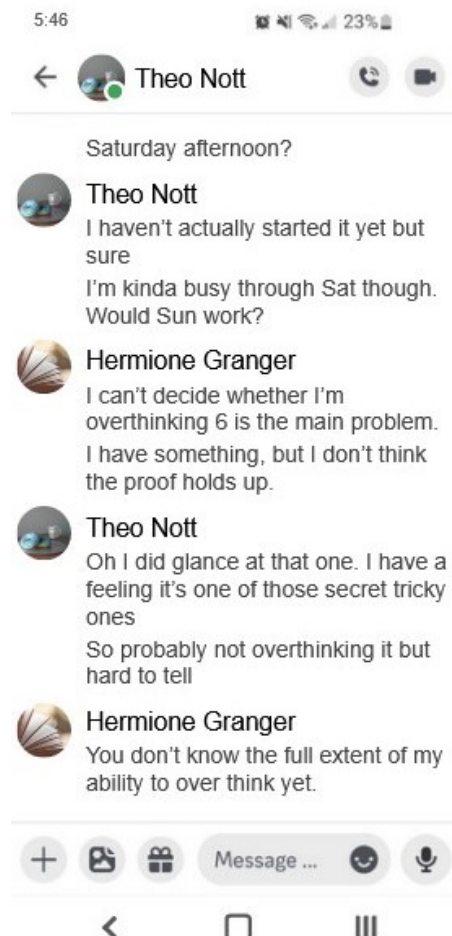 5:46
23%
Theo Nott
Saturday afternoon?
Theo Nott
I haven't actually started it yet but
sure
I'm kinda busy through Sat though.
Would Sun work?
Hermione Granger
I can't decide whether I'm
overthinking 6 is the main problem.
I have something, but I don't think
the proof holds up.
Theo Nott
Oh I did glance at that one. I have a
feeling it's one of those secret tricky
ones
So probably not overthinking it but
hard to tell
Hermione Granger
You don't know the full extent of my
ability to over think yet.
Message ...